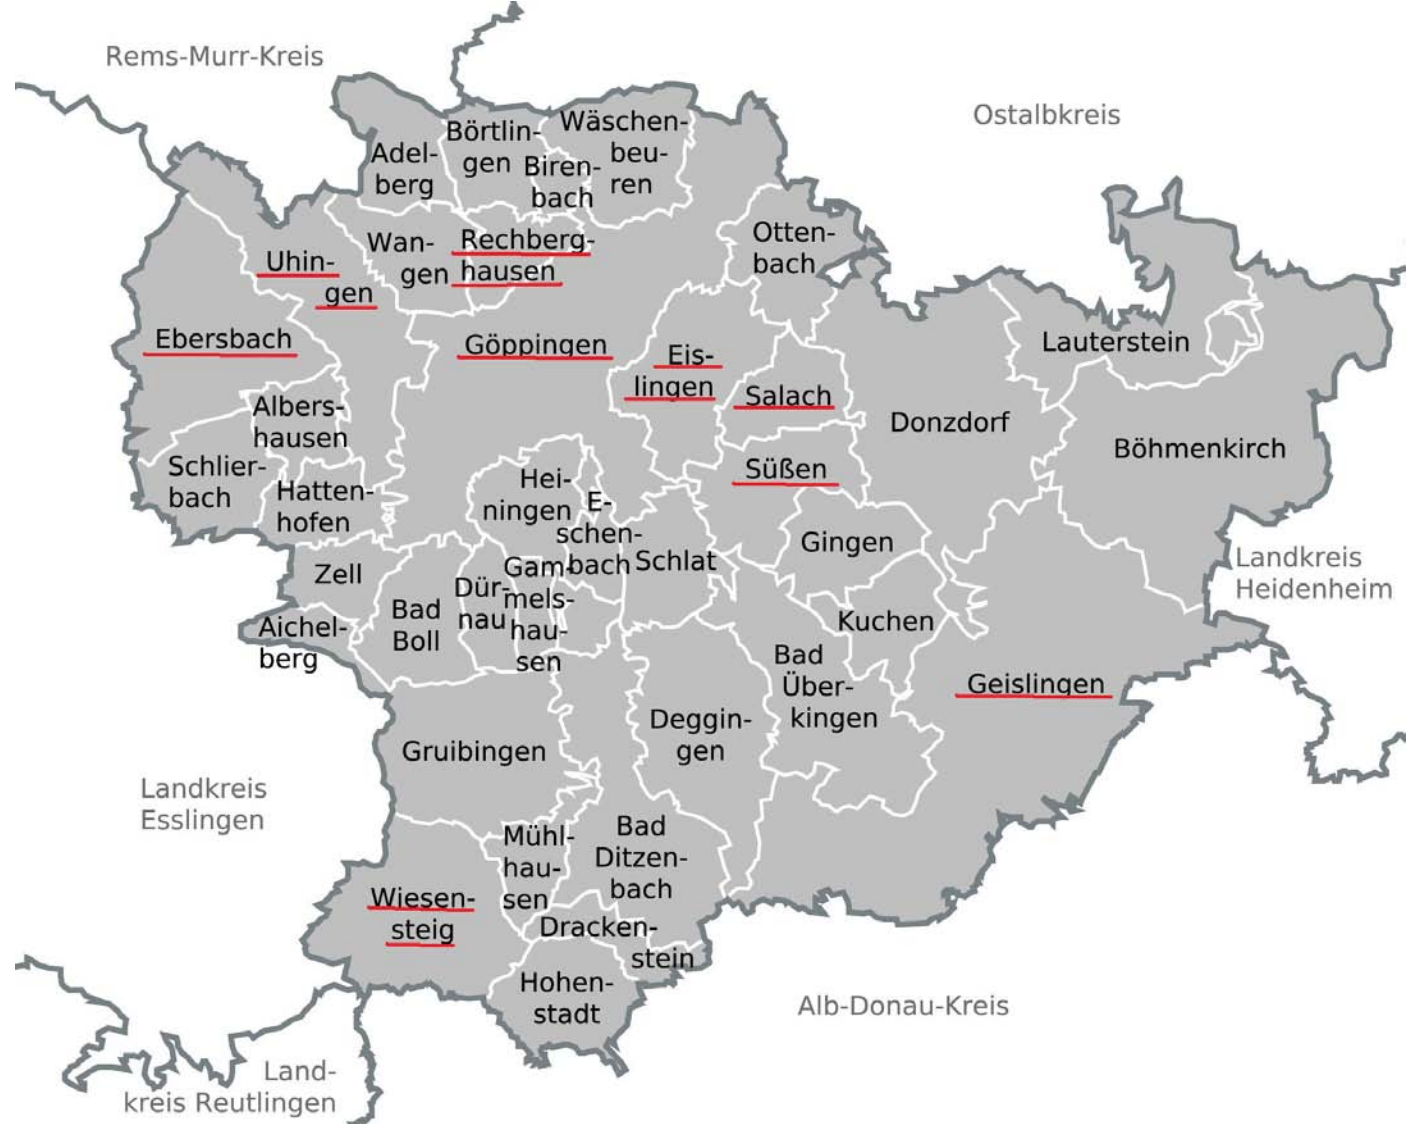 Rems-Murr-Kreis
Ostalbkreis
Adel-
berg
Börtlin-
gen
Biren-
bach
Wäschen-
beu-
ren
Otten-
bach
Wan-
gen
Rechberg-
hausen
Uhin-
gen
Ebersbach
Göppingen
Eis-
lingen
Salach
Lauterstein
Donzdorf
Böhmenkirch
Albers-
hausen
Schlier-
bach
Hatten-
hofen
Hei-
ningen
E-
schen-
bach
Süßen
Gingen
Schlat
Landkreis
Heidenheim
Zell
Bad
Boll
Dür-
nau
Gam-
mels-
hau-
sen
Kuchen
Aichel-
berg
Bad
Über-
kingen
Geislingen
Deggin-
gen
Gruibingen
Landkreis
Esslingen
Mühl-
hau-
sen
Bad
Ditzen-
bach
Wiesen-
steig
Dracken-
stein
Hohen-
stadt
Alb-Donau-Kreis
Land-
kreis Reutlingen